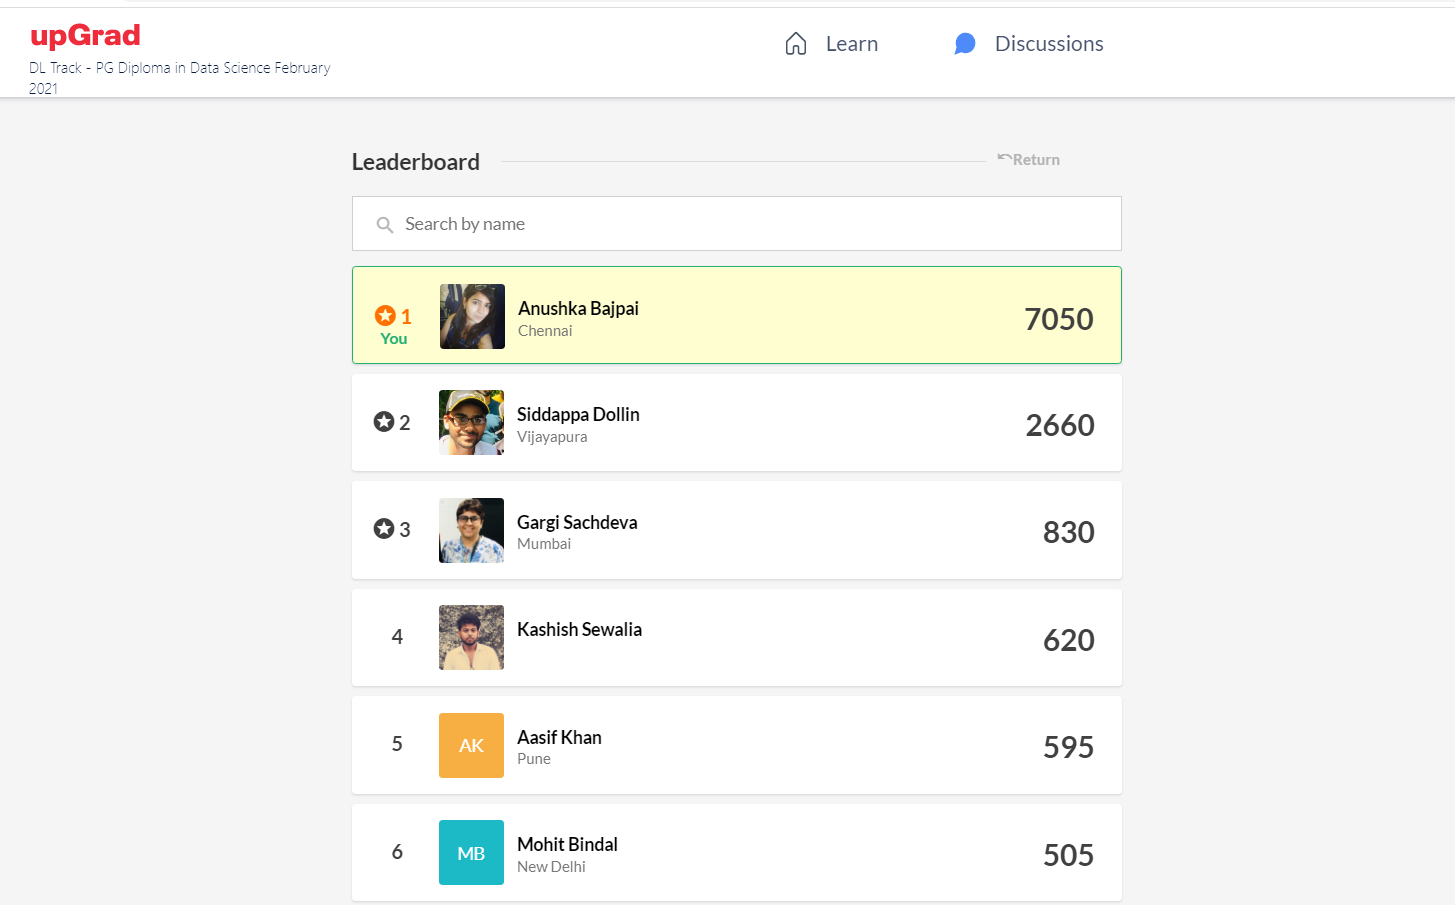 upGrad
DL Track - PG Diploma in Data Science February
2021
Learn
Discussions
Leaderboard
Return
Search by name
1
You
Anushka Bajpai
Chennai
7050
2
Siddappa Dollin
Vijayapura
2660
3
Gargi Sachdeva
Mumbai
830
4
Kashish Sewalia
620
5
AK
Aasif Khan
Pune
595
6
MB
Mohit Bindal
New Delhi
505